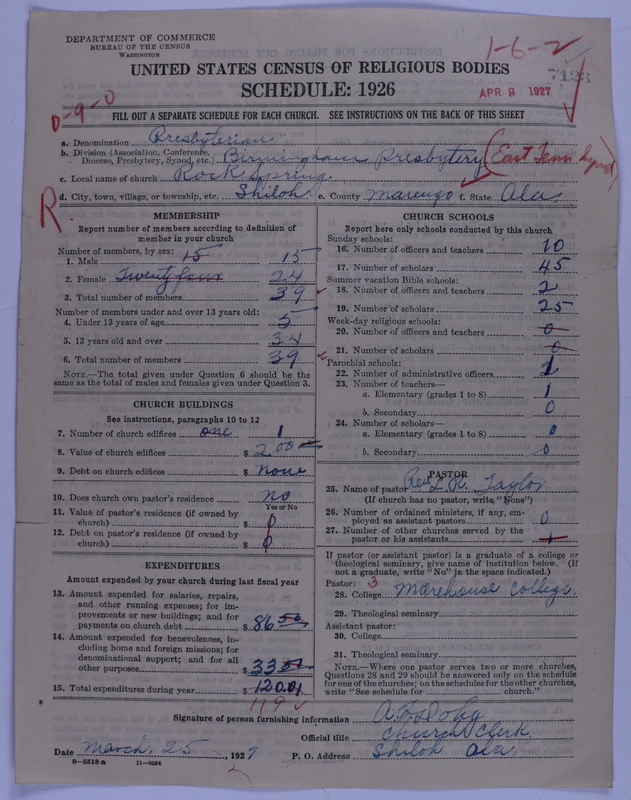 DEPARTMENT OF COMMERCE
BUREAU OF THE CENSUS
WASHINGTON
1-6-2
UNITED STATES CENSUS OF RELIGIOUS BODIES
SCHEDULE: 1926
7123
APR 9 1927
0-9-0
FILL OUT A SEPARATE SCHEDULE FOR EACH CHURCH. SEE INSTRUCTIONS ON THE BACK OF THIS SHEET
a. Denomination Presbyterian
b. Division (Association, Conference, Diocese, Presbytery, Synod, etc.) Birmingham Presbytery (East Tenn Synod)
c. Local name of church Rock Spring
R
d. City, town, village, or township, etc. Shiloh e. County Marengo f. State Ala.
MEMBERSHIP
Report number of members according to definition of
member in your church
Number of members, by sex:
1. Male 15 15
2. Female Twenty four 24
3. Total number of members 39
Number of members under and over 13 years old:
4. Under 13 years of age 5
5. 13 years old and over 34
6. Total number of members 39
NOTE.—The total given under Question 6 should be the
same as the total of males and females given under Question 3.
CHURCH BUILDINGS
See instructions, paragraphs 10 to 12
7. Number of church edifices one 1
8. Value of church edifices $ 200
9. Debt on church edifices $ None
10. Does church own pastor's residence no
Yes or No
11. Value of pastor's residence (if owned by
church) $ 0
12. Debt on pastor's residence (if owned by
church) $ 0
EXPENDITURES
Amount expended by your church during last fiscal year
13. Amount expended for salaries, repairs,
and other running expenses; for im-
provements or new buildings; and for
payments on church debt $ 86 50
14. Amount expended for benevolences, in-
cluding home and foreign missions; for
denominational support; and for all
other purposes $ 33
15. Total expenditures during year $ 120.01
119
CHURCH SCHOOLS
Report here only schools conducted by this church
Sunday schools:
16. Number of officers and teachers 10
17. Number of scholars 45
Summer vacation Bible schools:
18. Number of officers and teachers 2
19. Number of scholars 25
Week-day religious schools:
20. Number of officers and teachers 0
21. Number of scholars 0
Parochial schools:
22. Number of administrative officers 1
23. Number of teachers—
a. Elementary (grades 1 to 8) 1
b. Secondary 0
24. Number of scholars—
a. Elementary (grades 1 to 8) 0
b. Secondary 0
PASTOR
25. Name of pastor Rev. L. R. Taylor
(If church has no pastor, write "None")
26. Number of ordained ministers, if any, em-
ployed as assistant pastors 0
27. Number of other churches served by the
pastor or his assistants 1
If pastor (or assistant pastor) is a graduate of a college or
theological seminary, give name of institution below. (If
not a graduate, write "No" in the space indicated.)
Pastor: 3
28. College Morehouse College.
29. Theological seminary
Assistant pastor:
30. College
31. Theological seminary
NOTE.—Where one pastor serves two or more churches,
Questions 28 and 29 should be answered only on the schedule
for one of the churches; on the schedules for the other churches,
write "See schedule for church."
Signature of person furnishing information
Official title Church Clerk
Date March, 25, 1927 P. O. Address Shiloh Ala
8—5518 a 11—9054